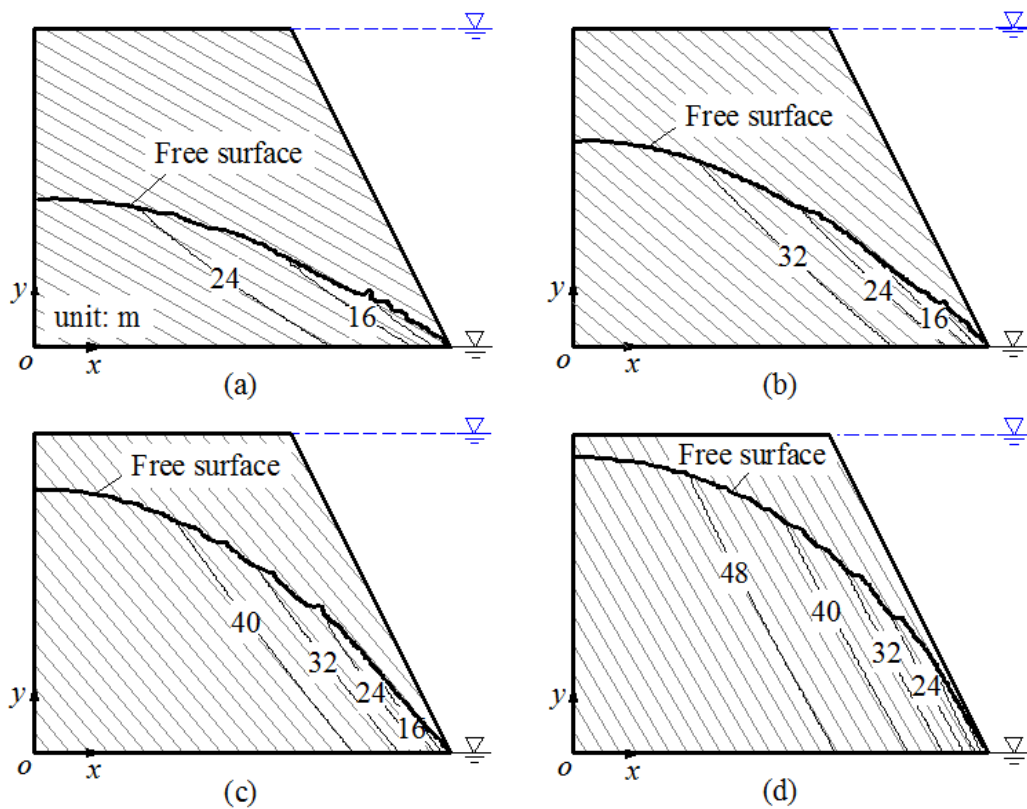 Free surface
24
16
y
unit: m
o
x
(a)
Free surface
32
24
16
y
o
x
(b)
Free surface
40
32
24
16
y
o
x
(c)
Free surface
48
40
32
24
y
o
x
(d)